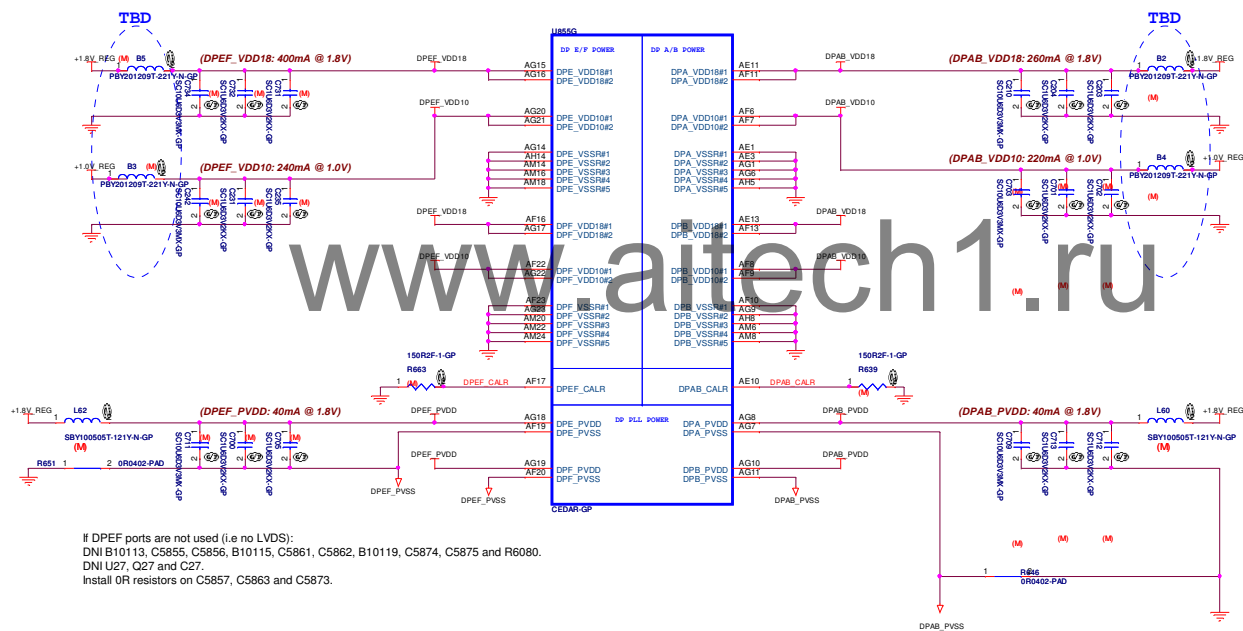 TBD
TBD
U855G
+1.8V_REG (M)
B5
PBY201209T-221Y-N-GP
(DPEF_VDD18: 400mA @ 1.8V)
DPEF_VDD18
DP E/F POWER
DP A/B POWER
DPAB_VDD18
(DPAB_VDD18: 260mA @ 1.8V)
B2
+1.8V_REG
PBY201209T-221Y-N-GP
(M)
AG15 DPE_VDD18#1
AG16 DPE_VDD18#2
DPA_VDD18#1 AE11
DPA_VDD18#2 AF11
DPEF_VDD10
DPAB_VDD10
AG20 DPE_VDD10#1
AG21 DPE_VDD10#2
DPA_VDD10#1 AF6
DPA_VDD10#2 AF7
+1.0V_REG
B3 (M)
PBY201209T-221Y-N-GP
(DPEF_VDD10: 240mA @ 1.0V)
(DPAB_VDD10: 220mA @ 1.0V)
B4
+1.0V_REG
PBY201209T-221Y-N-GP
(M)
AG14 DPE_VSSR#1
AH14 DPE_VSSR#2
AM14 DPE_VSSR#3
AM16 DPE_VSSR#4
AM18 DPE_VSSR#5
DPA_VSSR#1 AE1
DPA_VSSR#2 AE3
DPA_VSSR#3 AG1
DPA_VSSR#4 AG6
DPA_VSSR#5 AH5
DPEF_VDD18
DPAB_VDD18
AF16 DPF_VDD18#1
AG17 DPF_VDD18#2
DPB_VDD18#1 AE13
DPB_VDD18#2 AF13
DPEF_VDD10
DPAB_VDD10
AF22 DPF_VDD10#1
AG22 DPF_VDD10#2
DPB_VDD10#1 AF8
DPB_VDD10#2 AF9
www.aitech1.ru
AF23 DPF_VSSR#1
AG23 DPF_VSSR#2
AM20 DPF_VSSR#3
AM22 DPF_VSSR#4
AM24 DPF_VSSR#5
DPB_VSSR#1 AF10
DPB_VSSR#2 AG9
DPB_VSSR#3 AH8
DPB_VSSR#4 AM6
DPB_VSSR#5 AM8
150R2F-1-GP
R663
(M)
DPEF_CALR
AF17 DPEF_CALR
DPAB_CALR AE10
DPAB_CALR
150R2F-1-GP
R639
(M)
+1.8V_REG
L62
SBY100505T-121Y-N-GP
(M)
(DPEF_PVDD: 40mA @ 1.8V)
DPEF_PVDD
DP PLL POWER
DPAB_PVDD
(DPAB_PVDD: 40mA @ 1.8V)
L60
+1.8V_REG
SBY100505T-121Y-N-GP
(M)
AG18 DPE_PVDD
AF19 DPE_PVSS
DPA_PVDD AG8
DPA_PVSS AG7
R651 1 2 0R0402-PAD
DPEF_PVDD
DPAB_PVDD
AG19 DPF_PVDD
AF20 DPF_PVSS
DPB_PVDD AG10
DPB_PVSS AG11
DPEF_PVSS
DPEF_PVSS
DPAB_PVSS
CEDAR-GP
If DPEF ports are not used (i.e no LVDS):
DNI B10113, C5855, C5856, B10115, C5861, C5862, B10119, C5874, C5875 and R6080.
DNI U27, Q27 and C27.
Install 0R resistors on C5857, C5863 and C5873.
(M) (M) (M)
1 2
R646
0R0402-PAD
DPAB_PVSS